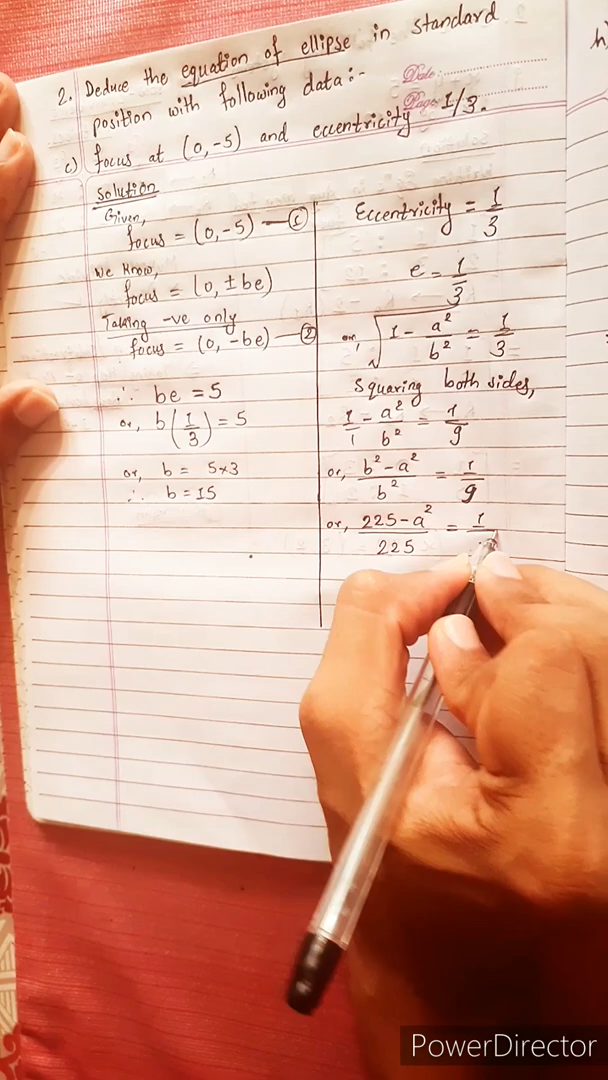 2. Deduce the equation of ellipse in standard
position with following data:-
Date:
Page:
c) focus at (0,-5) and eccentricity 1/3.
Solution
Given,
focus = (0,-5) — ①
We know,
focus = (0, ±be)
Taking -ve only
focus = (0, -be) — ②
∴ be = 5
or, b(1/3) = 5
or, b = 5×3
∴ b = 15
Eccentricity = 1/3
e = 1/3
or, √(1 - a²/b²) = 1/3
Squaring both sides,
1/1 - a²/b² = 1/9
or, (b²-a²)/b² = 1/9
or, (225-a²)/225 = 1/
PowerDirector